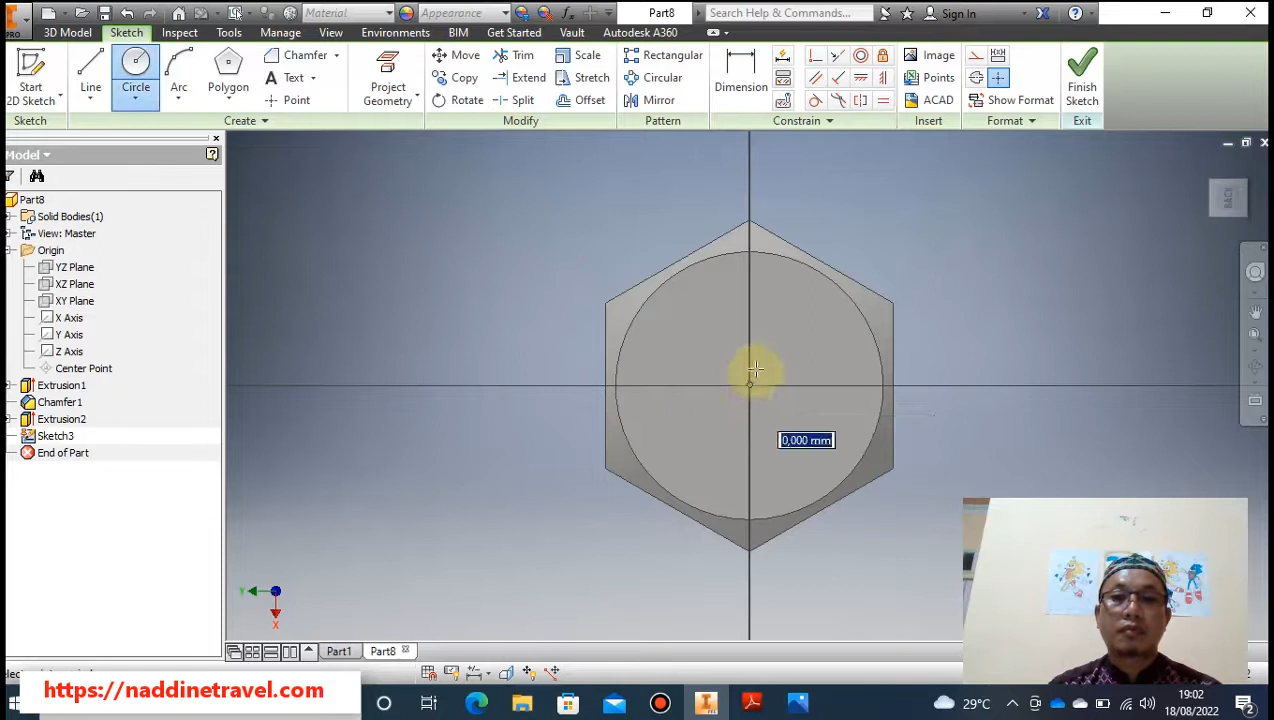 PRO
Material
Appearance
Part8
Search Help & Commands...
Sign In
3D Model
Sketch
Inspect
Tools
Manage
View
Environments
BIM
Get Started
Vault
Autodesk A360
Start
2D Sketch
Line
Circle
Arc
Polygon
Chamfer
Text
Point
Project
Geometry
Move
Copy
Rotate
Trim
Extend
Split
Scale
Stretch
Offset
Rectangular
Circular
Mirror
Dimension
Image
Points
ACAD
Show Format
Finish
Sketch
Sketch
Create
Modify
Pattern
Constrain
Insert
Format
Exit
Model
Part8
Solid Bodies(1)
View: Master
Origin
YZ Plane
XZ Plane
XY Plane
X Axis
Y Axis
Z Axis
Center Point
Extrusion1
Chamfer1
Extrusion2
Sketch3
End of Part
BACK
0,000 mm
Y
X
Part1
Part8
https://naddinetravel.com
29°C
19:02
18/08/2022
2